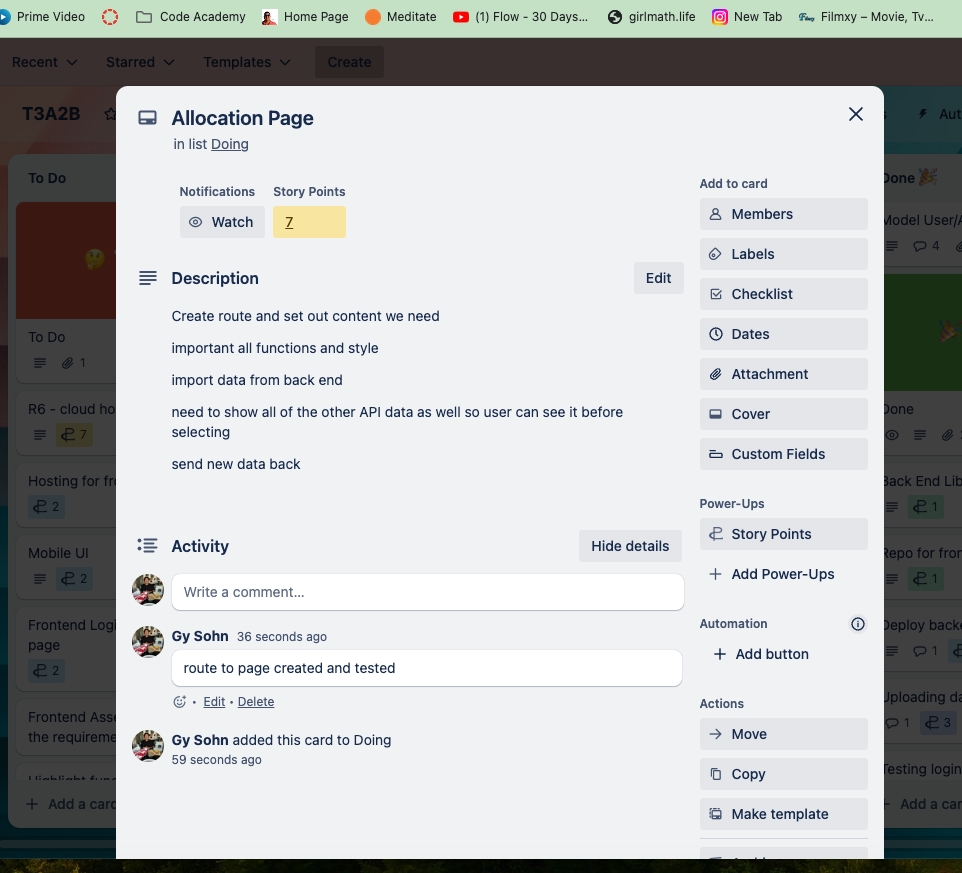 Prime Video
Code Academy
Home Page
Meditate
(1) Flow - 30 Days...
girlmath.life
New Tab
Filmxy – Movie, Tv...
Recent
Starred
Templates
Create
T3A2B
Aut
To Do
To Do
1
R6 - cloud ho
7
Hosting for fr
2
Mobile UI
2
Frontend Logi
page
2
Frontend Asse
the requireme
Highlight fun
+ Add a car
Allocation Page
in list Doing
Notifications
Story Points
Watch
7
Description
Edit
Create route and set out content we need
important all functions and style
import data from back end
need to show all of the other API data as well so user can see it before
selecting
send new data back
Activity
Hide details
Write a comment...
Gy Sohn 36 seconds ago
route to page created and tested
• Edit • Delete
Gy Sohn added this card to Doing
59 seconds ago
Add to card
Members
Labels
Checklist
Dates
Attachment
Cover
Custom Fields
Power-Ups
Story Points
+ Add Power-Ups
Automation
+ Add button
Actions
Move
Copy
Make template
Done
Model User/A
4
Done
Back End Lib
1
Repo for fron
1
Deploy backe
1
Uploading da
1
3
Testing login
Add a car